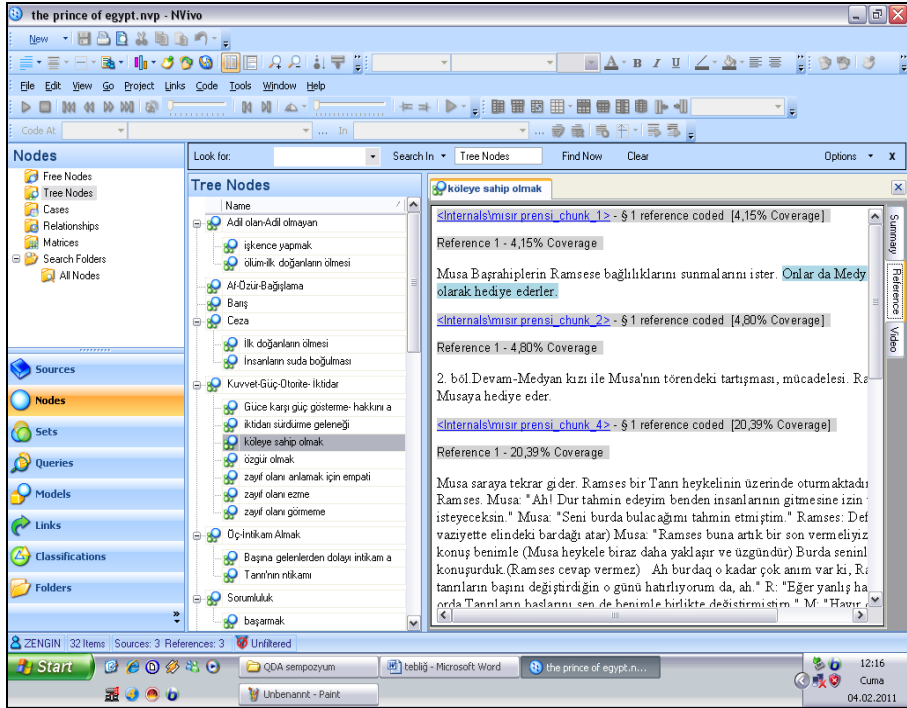 the prince of egypt.nvp - NVivo
New
A B I U
File Edit View Go Project Links Code Tools Window Help
Code At ... In ...
Nodes
Look for: Search In Tree Nodes Find Now Clear Options x
Free Nodes
Tree Nodes
Cases
Relationships
Matrices
Search Folders
All Nodes
Sources
Nodes
Sets
Queries
Models
Links
Classifications
Folders
Tree Nodes
Name
Adil olan-Adil olmayan
işkence yapmak
ölüm-ilk doğanların ölmesi
Af-Özür-Bağışlama
Barış
Ceza
İlk doğanların ölmesi
İnsanların suda boğulması
Kuvvet-Güç-Otorite- İktidar
Güce karşı güç gösterme- hakkını a
iktidarı sürdürme geleneği
köleye sahip olmak
özgür olmak
zayıf olanı anlamak için empati
zayıf olanı ezme
zayıf olanı görmeme
Öç-İntikam Almak
Başına gelenlerden dolayı intikam a
Tanrı'nın ntikamı
Sorumluluk
başarmak
köleye sahip olmak
<Internals\mısır prensi_chunk_1> - § 1 reference coded [4,15% Coverage]
Reference 1 - 4,15% Coverage
Musa Başrahiplerin Ramsese bağlılıklarını sunmalarını ister. Onlar da Medy
olarak hediye ederler.
<Internals\mısır prensi_chunk_2> - § 1 reference coded [4,80% Coverage]
Reference 1 - 4,80% Coverage
2. böl.Devam-Medyan kızı ile Musa'nın törendeki tartışması, mücadelesi. Ra
Musaya hediye eder.
<Internals\mısır prensi_chunk_4> - § 1 reference coded [20,39% Coverage]
Reference 1 - 20,39% Coverage
Musa saraya tekrar gider. Ramses bir Tanrı heykelinin üzerinde oturmaktadı
Ramses. Musa: "Ah! Dur tahmin edeyim benden insanlarının gitmesine izin
isteyeceksin." Musa: "Seni burda bulacağımı tahmin etmiştim." Ramses: Def
vaziyette elindeki bardağı atar) Musa: "Ramses buna artık bir son vermeliyiz
konuş benimle (Musa heykele biraz daha yaklaşır ve üzgündür) Burda seninl
konuşurduk.(Ramses cevap vermez) Ah burdaq o kadar çok anım var ki, Ra
tanrıların başını değiştirdiğin o günü hatırlıyorum da, ah." R: "Eğer yanlış ha
orda Tanrıların başlarını sen de benimle birlikte değiştirmiştim." M: "Hayır
Summary
Reference
Video
ZENGIN 32 Items Sources: 3 References: 3 Unfiltered
Start
QDA sempozyum
tebliğ - Microsoft Word
the prince of egypt.n...
Unbenannt - Paint
12:16
Cuma
04.02.2011